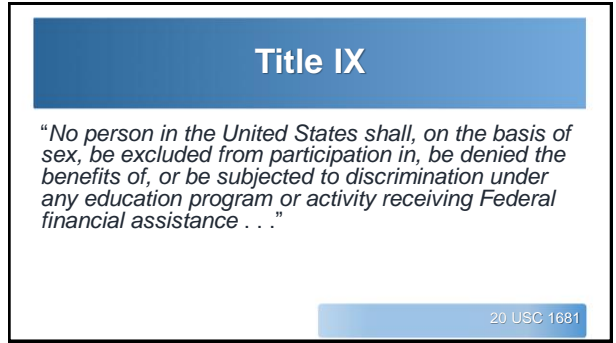 Title IX
“No person in the United States shall, on the basis of
sex, be excluded from participation in, be denied the
benefits of, or be subjected to discrimination under
any education program or activity receiving Federal
financial assistance . . .”
20 USC 1681